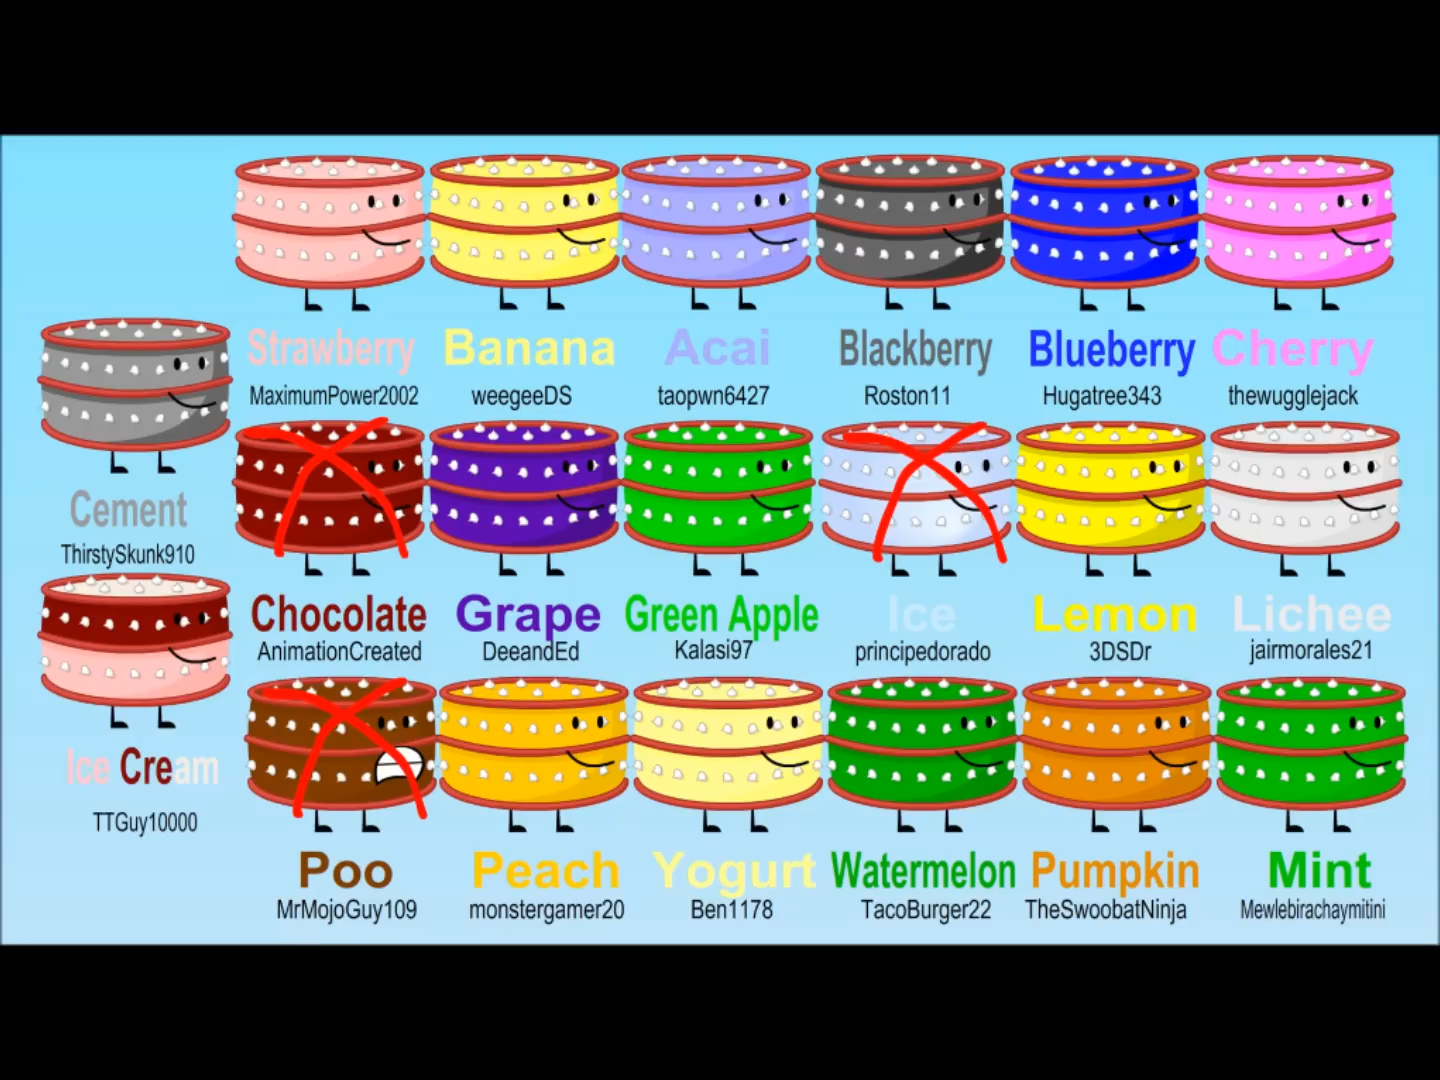 Strawberry Banana Acai Blackberry Blueberry Cherry
MaximumPower2002 weegeeDS taopwn6427 Roston11 Hugatree343 thewugglejack
Cement
ThirstySkunk910
Chocolate Grape Green Apple Ice Lemon Lichee
AnimationCreated DeeandEd Kalasi97 principedorado 3DSDr jairmorales21
Ice Cream
TTGuy10000
Poo Peach Yogurt Watermelon Pumpkin Mint
MrMojoGuy109 monstergamer20 Ben1178 TacoBurger22 TheSwoobatNinja Mewlebirachaymitini